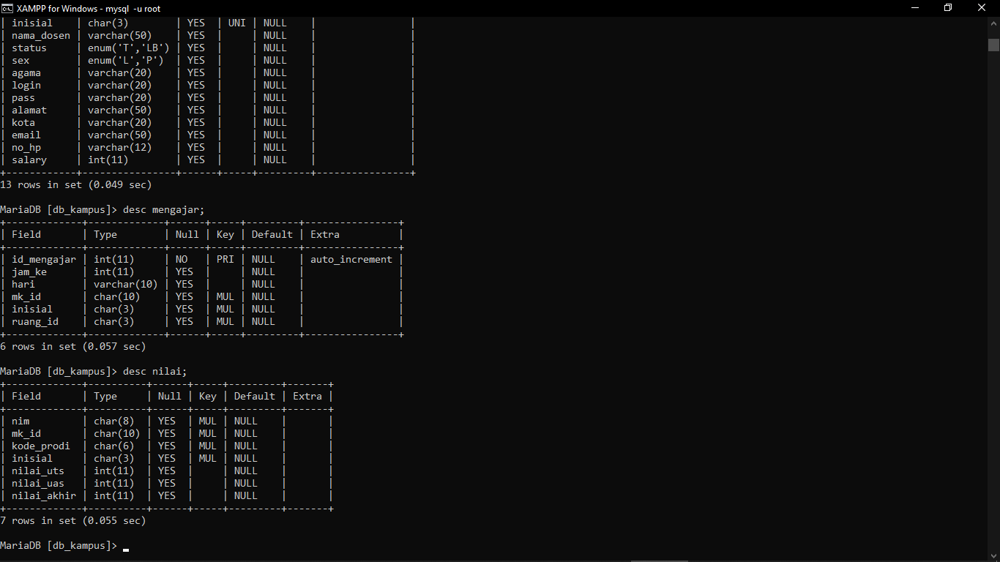 XAMPP for Windows - mysql -u root
| inisial    | char(3)        | YES  | UNI | NULL    |                |
| nama_dosen | varchar(50)    | YES  |     | NULL    |                |
| status     | enum('T','LB') | YES  |     | NULL    |                |
| sex        | enum('L','P')  | YES  |     | NULL    |                |
| agama      | varchar(20)    | YES  |     | NULL    |                |
| login      | varchar(20)    | YES  |     | NULL    |                |
| pass       | varchar(20)    | YES  |     | NULL    |                |
| alamat     | varchar(50)    | YES  |     | NULL    |                |
| kota       | varchar(20)    | YES  |     | NULL    |                |
| email      | varchar(50)    | YES  |     | NULL    |                |
| no_hp      | varchar(12)    | YES  |     | NULL    |                |
| salary     | int(11)        | YES  |     | NULL    |                |
+------------+----------------+------+-----+---------+----------------+
13 rows in set (0.049 sec)
MariaDB [db_kampus]> desc mengajar;
+-------------+-------------+------+-----+---------+----------------+
| Field       | Type        | Null | Key | Default | Extra          |
+-------------+-------------+------+-----+---------+----------------+
| id_mengajar | int(11)     | NO   | PRI | NULL    | auto_increment |
| jam_ke      | int(11)     | YES  |     | NULL    |                |
| hari        | varchar(10) | YES  |     | NULL    |                |
| mk_id       | char(10)    | YES  | MUL | NULL    |                |
| inisial     | char(3)     | YES  | MUL | NULL    |                |
| ruang_id    | char(3)     | YES  | MUL | NULL    |                |
+-------------+-------------+------+-----+---------+----------------+
6 rows in set (0.057 sec)
MariaDB [db_kampus]> desc nilai;
+-------------+----------+------+-----+---------+-------+
| Field       | Type     | Null | Key | Default | Extra |
+-------------+----------+------+-----+---------+-------+
| nim         | char(8)  | YES  | MUL | NULL    |       |
| mk_id       | char(10) | YES  | MUL | NULL    |       |
| kode_prodi  | char(6)  | YES  | MUL | NULL    |       |
| inisial     | char(3)  | YES  | MUL | NULL    |       |
| nilai_uts   | int(11)  | YES  |     | NULL    |       |
| nilai_uas   | int(11)  | YES  |     | NULL    |       |
| nilai_akhir | int(11)  | YES  |     | NULL    |       |
+-------------+----------+------+-----+---------+-------+
7 rows in set (0.055 sec)
MariaDB [db_kampus]> _